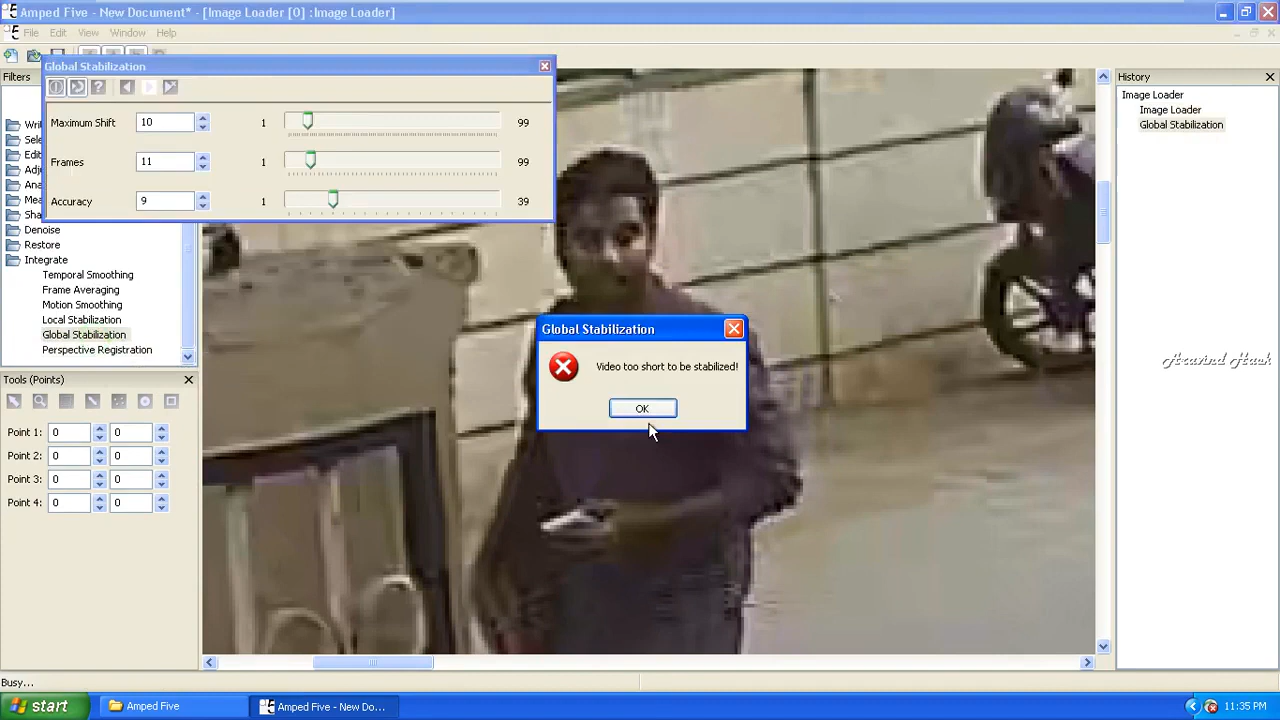 Amped Five - New Document* - [Image Loader [0] :Image Loader]
File Edit View Window Help
Global Stabilization
Maximum Shift 10 1 99
Frames 11 1 99
Accuracy 9 1 39
Filters
Denoise
Restore
Integrate
Temporal Smoothing
Frame Averaging
Motion Smoothing
Local Stabilization
Global Stabilization
Perspective Registration
Tools (Points)
Point 1: 0 0
Point 2: 0 0
Point 3: 0 0
Point 4: 0 0
Global Stabilization
Video too short to be stabilized!
OK
History
Image Loader
Image Loader
Global Stabilization
Busy...
start Amped Five Amped Five - New Do... 11:35 PM